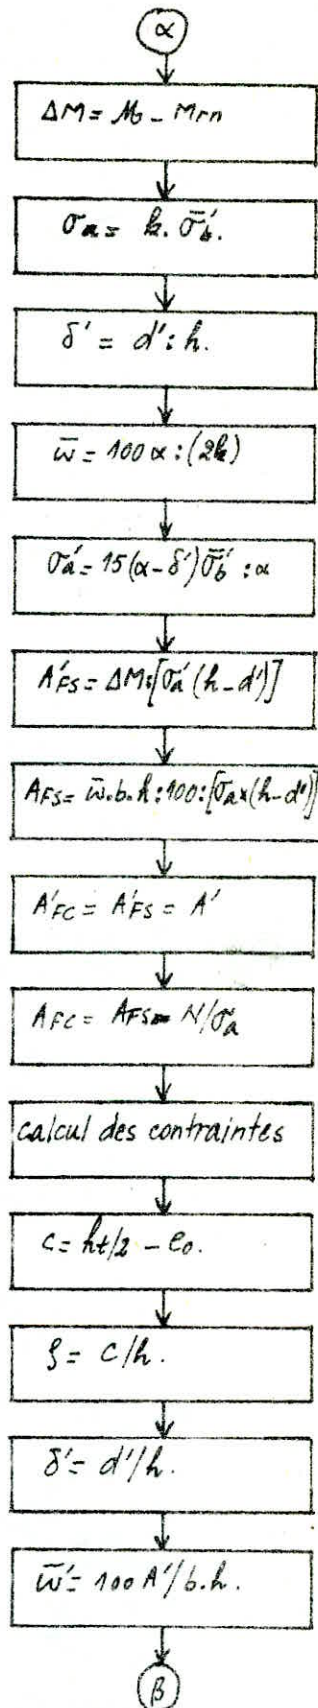 α
ΔM = M - Mrn
σa = k. σ̄'b.
δ' = d' : h.
ω̄ = 100 α : (2k)
σ'a = 15(α-δ')σ̄'b : α
A'FS = ΔM:[σ'a (h-d')]
AFS = ω̄.b.h:100:[σa×(h-d')]
A'FC = A'FS = A'
AFC = AFS - N/σa
calcul des contraintes
c = ht/2 - e0.
ζ = C/h.
δ' = d'/h.
ω̄' = 100 A'/b.h.
β